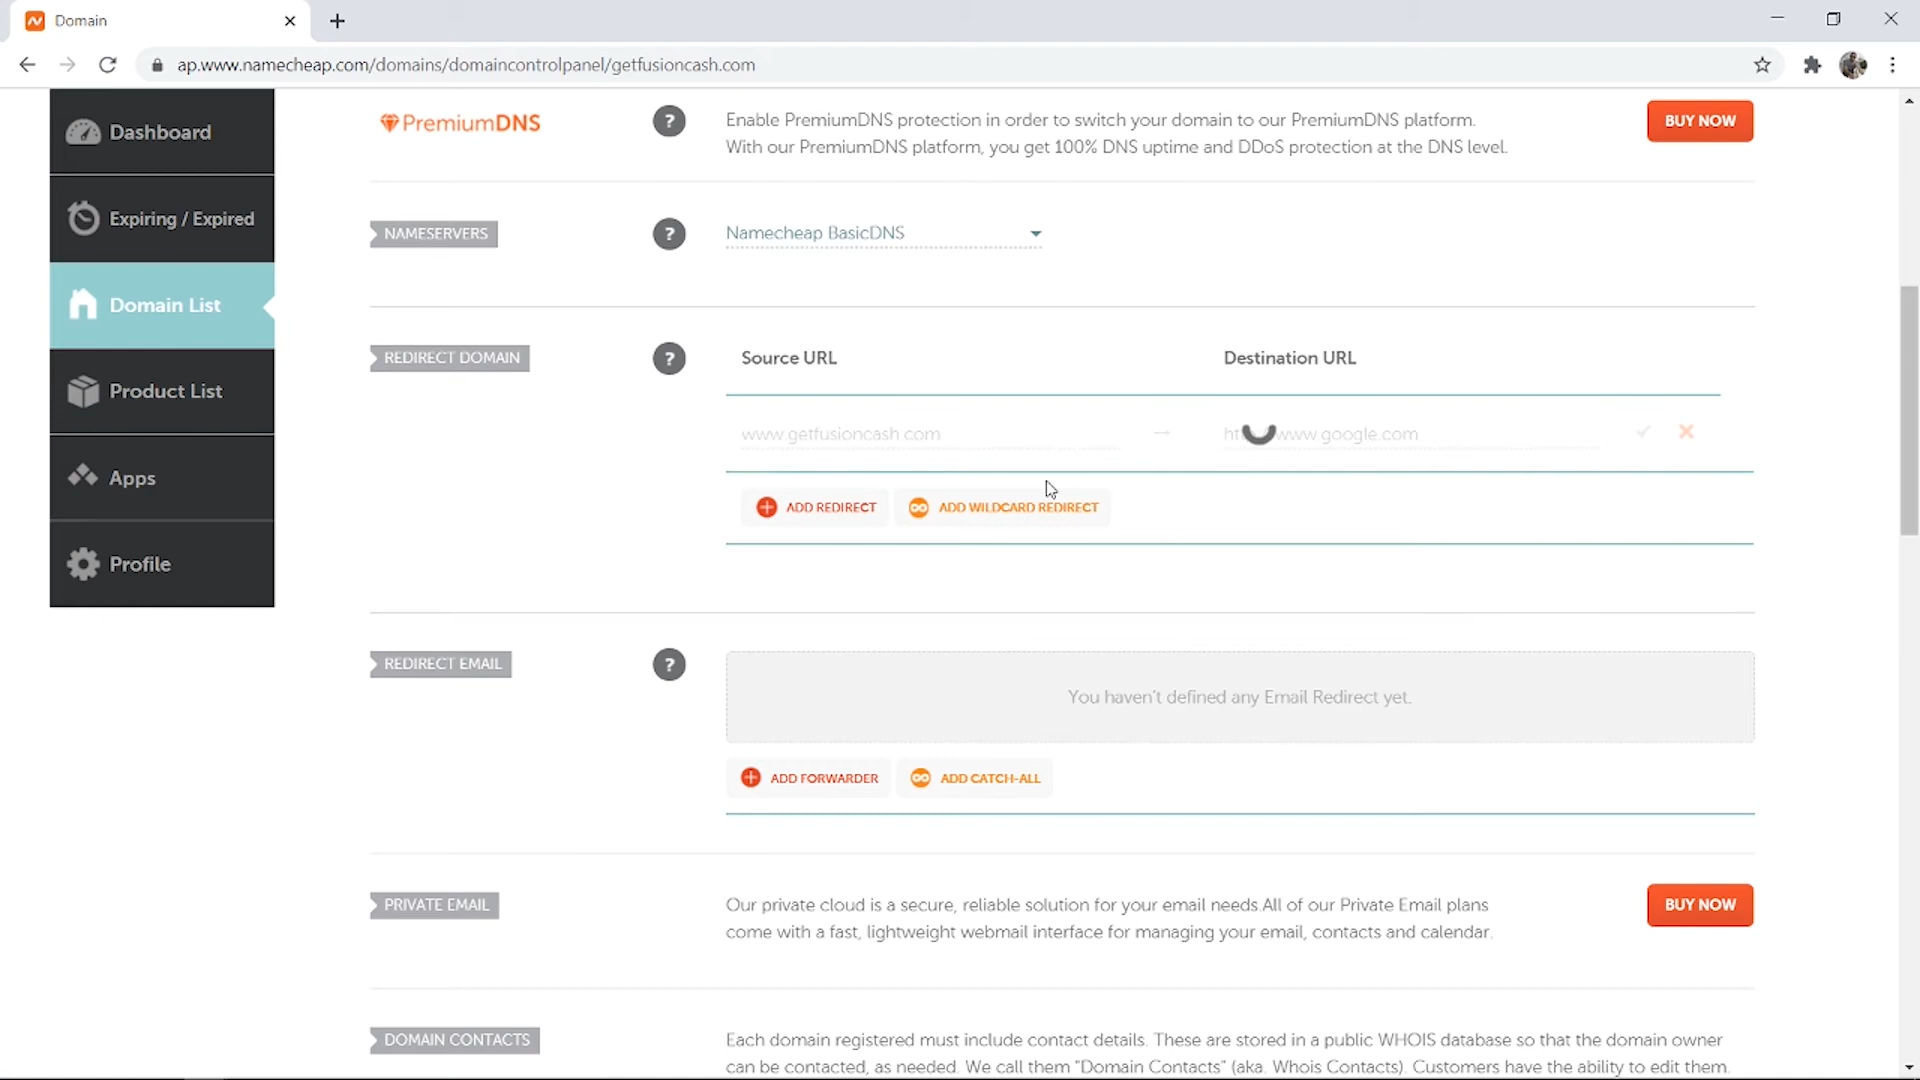 Domain
ap.www.namecheap.com/domains/domaincontrolpanel/getfusioncash.com
Dashboard
Expiring / Expired
Domain List
Product List
Apps
Profile
PremiumDNS
?
Enable PremiumDNS protection in order to switch your domain to our PremiumDNS platform.
With our PremiumDNS platform, you get 100% DNS uptime and DDoS protection at the DNS level.
BUY NOW
NAMESERVERS
?
Namecheap BasicDNS
REDIRECT DOMAIN
?
Source URL
Destination URL
www.getfusioncash.com
www.google.com
ADD REDIRECT
ADD WILDCARD REDIRECT
REDIRECT EMAIL
?
You haven't defined any Email Redirect yet.
ADD FORWARDER
ADD CATCH-ALL
PRIVATE EMAIL
Our private cloud is a secure, reliable solution for your email needs.All of our Private Email plans
come with a fast, lightweight webmail interface for managing your email, contacts and calendar.
BUY NOW
DOMAIN CONTACTS
Each domain registered must include contact details. These are stored in a public WHOIS database so that the domain owner
can be contacted, as needed. We call them "Domain Contacts" (aka. Whois Contacts). Customers have the ability to edit them.